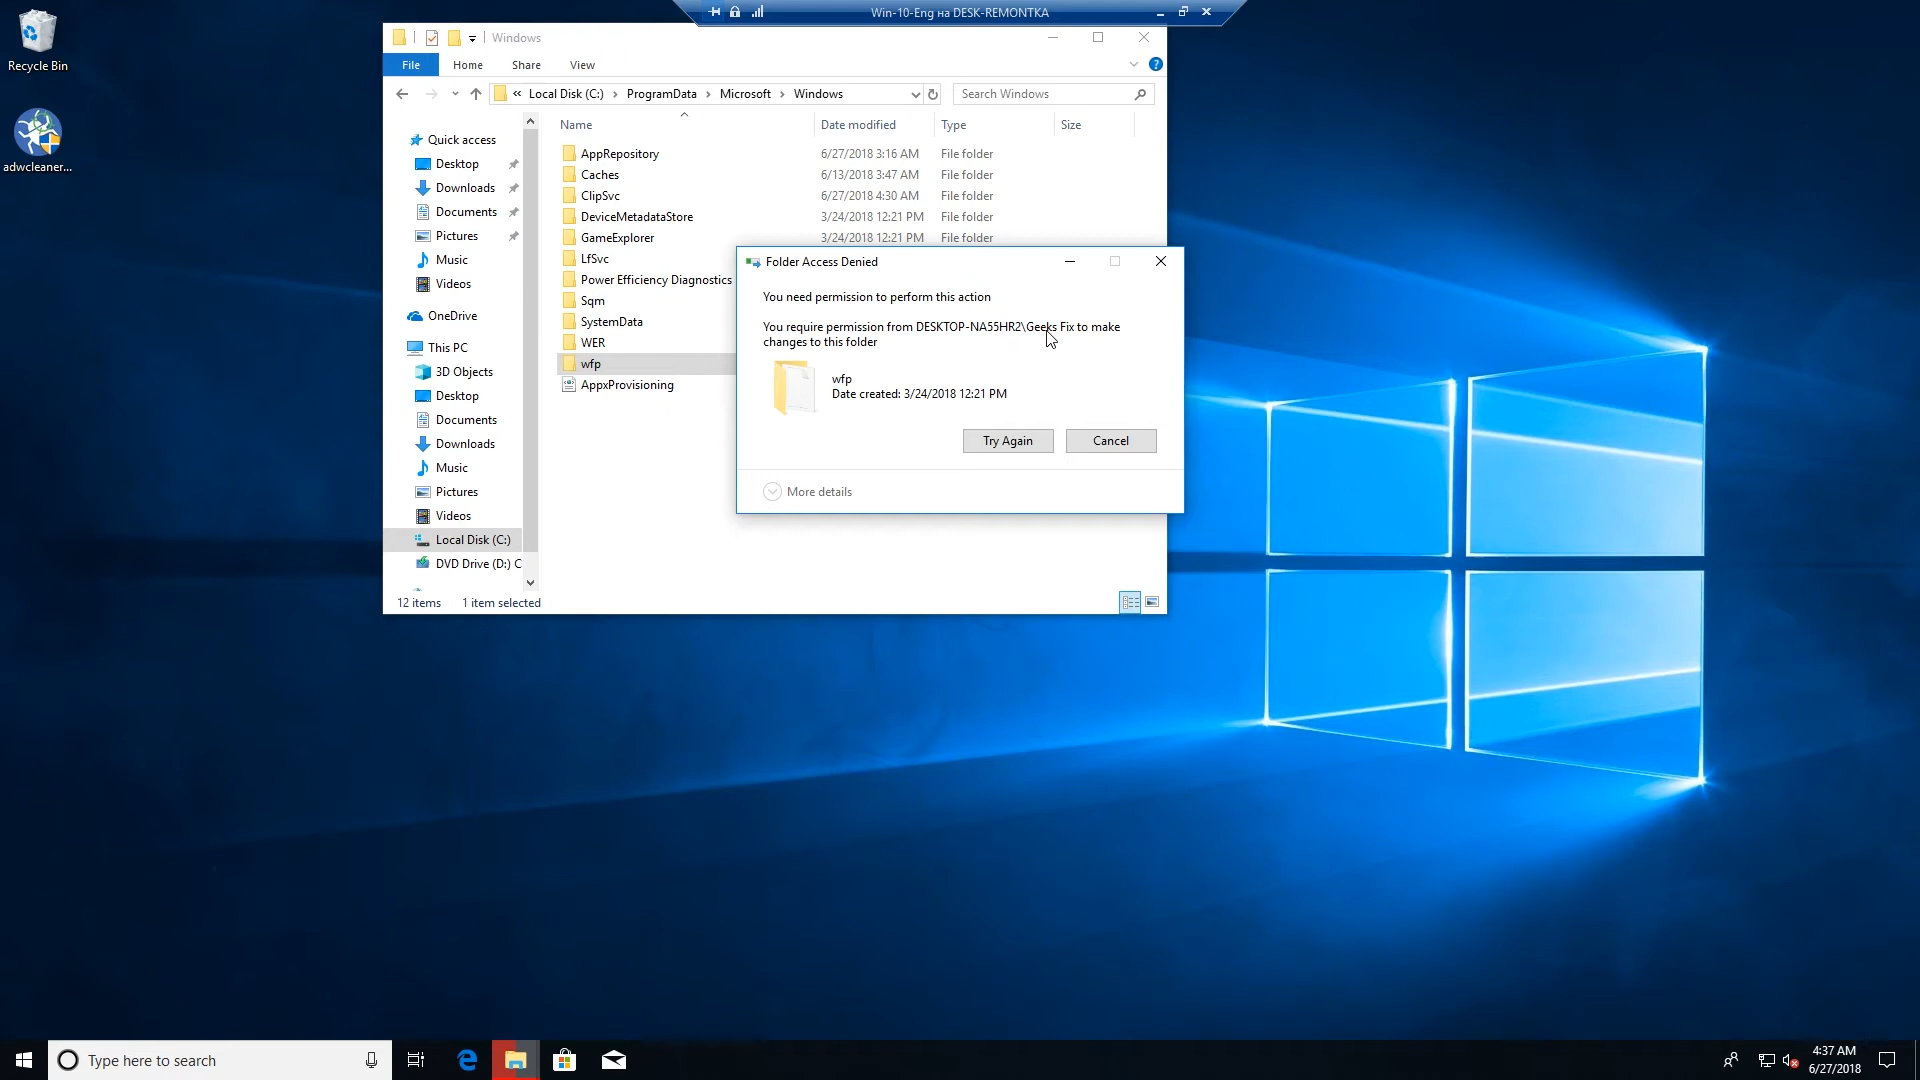 Win-10-Eng на DESK-REMONTKA
Recycle Bin
adwcleaner...
Windows
File Home Share View
« Local Disk (C:) › ProgramData › Microsoft › Windows
Search Windows
Name Date modified Type Size
Quick access
Desktop
Downloads
Documents
Pictures
Music
Videos
OneDrive
This PC
3D Objects
Desktop
Documents
Downloads
Music
Pictures
Videos
Local Disk (C:)
DVD Drive (D:) C
AppRepository 6/27/2018 3:16 AM File folder
Caches 6/13/2018 3:47 AM File folder
ClipSvc 6/27/2018 4:30 AM File folder
DeviceMetadataStore 3/24/2018 12:21 PM File folder
GameExplorer 3/24/2018 12:21 PM File folder
LfSvc
Power Efficiency Diagnostics
Sqm
SystemData
WER
wfp
AppxProvisioning
12 items 1 item selected
Folder Access Denied
You need permission to perform this action
You require permission from DESKTOP-NA55HR2\Geeks Fix to make
changes to this folder
wfp
Date created: 3/24/2018 12:21 PM
Try Again Cancel
More details
Type here to search
4:37 AM
6/27/2018